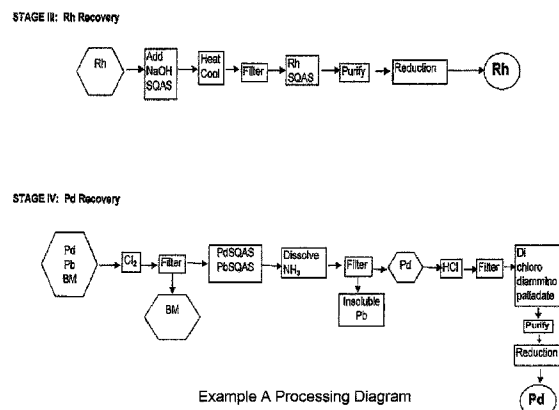 STAGE III: Rh Recovery
Rh
Add
NaOH
SQAS
Heat
Cool
Filter
Rh
SQAS
Purify
Reduction
Rh
STAGE IV: Pd Recovery
Pd
Pb
BM
Cl2
Filter
BM
PdSQAS
PbSQAS
Dissolve
NH3
Filter
Insoluble
Pb
Pd
HCl
Filter
Di
chloro
diammino
palladate
Purify
Reduction
Pd
Example A Processing Diagram